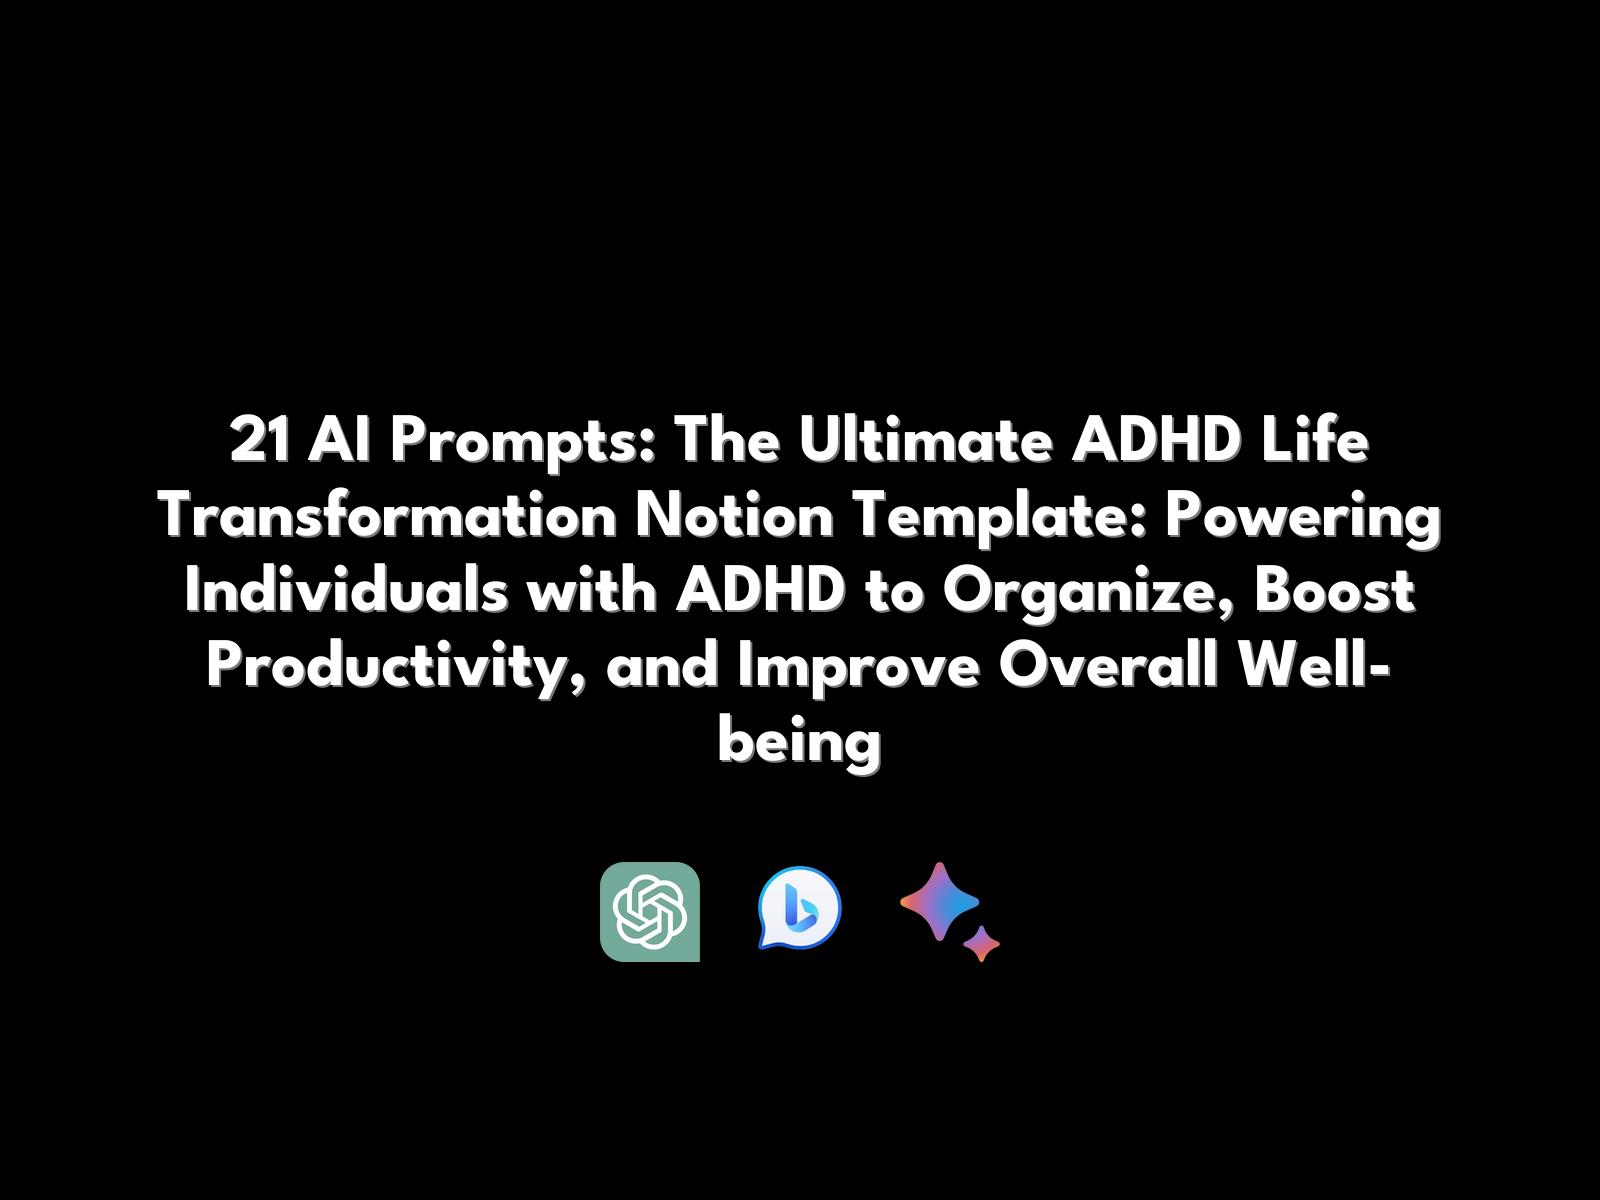 21 AI Prompts: The Ultimate ADHD Life
Transformation Notion Template: Powering
Individuals with ADHD to Organize, Boost
Productivity, and Improve Overall Well-
being